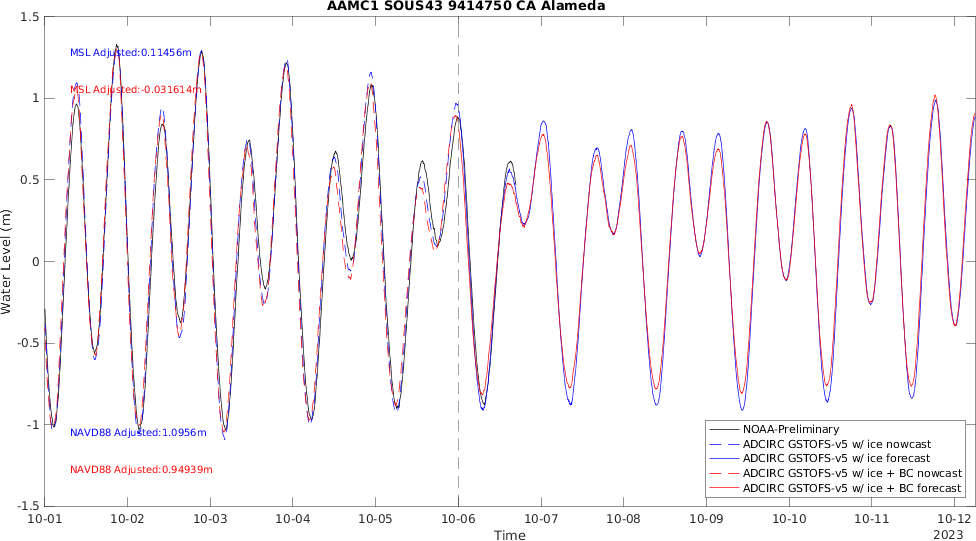 AAMC1 SOUS43 9414750 CA Alameda
1.5
1
0.5
0
-0.5
-1
-1.5
Water Level (m)
MSL Adjusted:0.11456m
MSL Adjusted:-0.031614m
NAVD88 Adjusted:1.0956m
NAVD88 Adjusted:0.94939m
NOAA-Preliminary
ADCIRC GSTOFS-v5 w/ ice nowcast
ADCIRC GSTOFS-v5 w/ ice forecast
ADCIRC GSTOFS-v5 w/ ice + BC nowcast
ADCIRC GSTOFS-v5 w/ ice + BC forecast
10-01 10-02 10-03 10-04 10-05 10-06 10-07 10-08 10-09 10-10 10-11 10-12
2023
Time